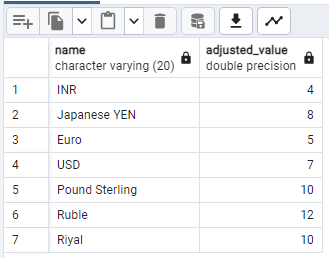 name adjusted_value
character varying (20) double precision
1 INR 4
2 Japanese YEN 8
3 Euro 5
4 USD 7
5 Pound Sterling 10
6 Ruble 12
7 Riyal 10